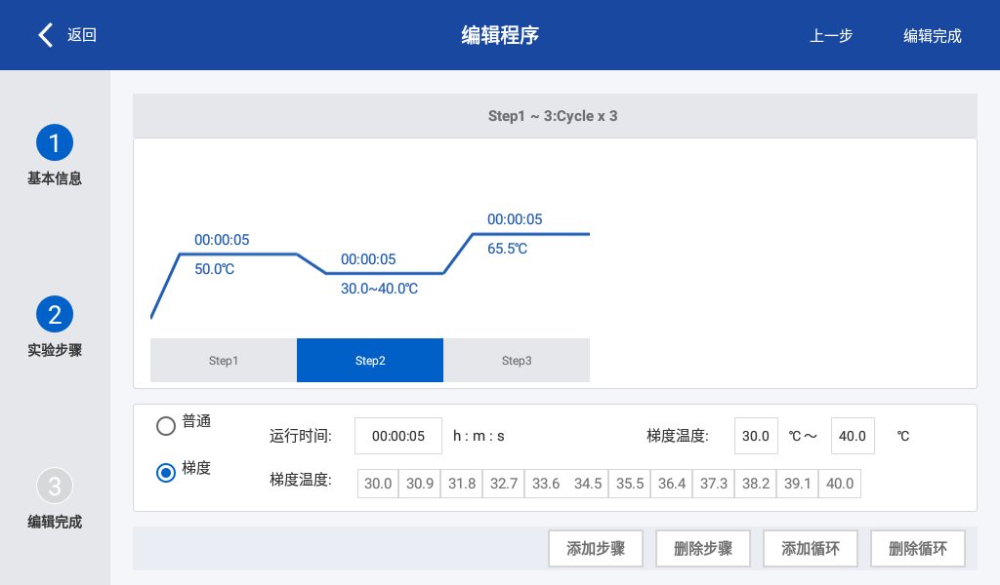 返回
编辑程序
上一步
编辑完成
1
基本信息
2
实验步骤
3
编辑完成
Step1 ~ 3:Cycle x 3
00:00:05
50.0℃
00:00:05
30.0~40.0℃
00:00:05
65.5℃
Step1
Step2
Step3
普通
梯度
运行时间: 00:00:05 h : m : s
梯度温度: 30.0 ℃～ 40.0 ℃
梯度温度: 30.0 30.9 31.8 32.7 33.6 34.5 35.5 36.4 37.3 38.2 39.1 40.0
添加步骤
删除步骤
添加循环
删除循环